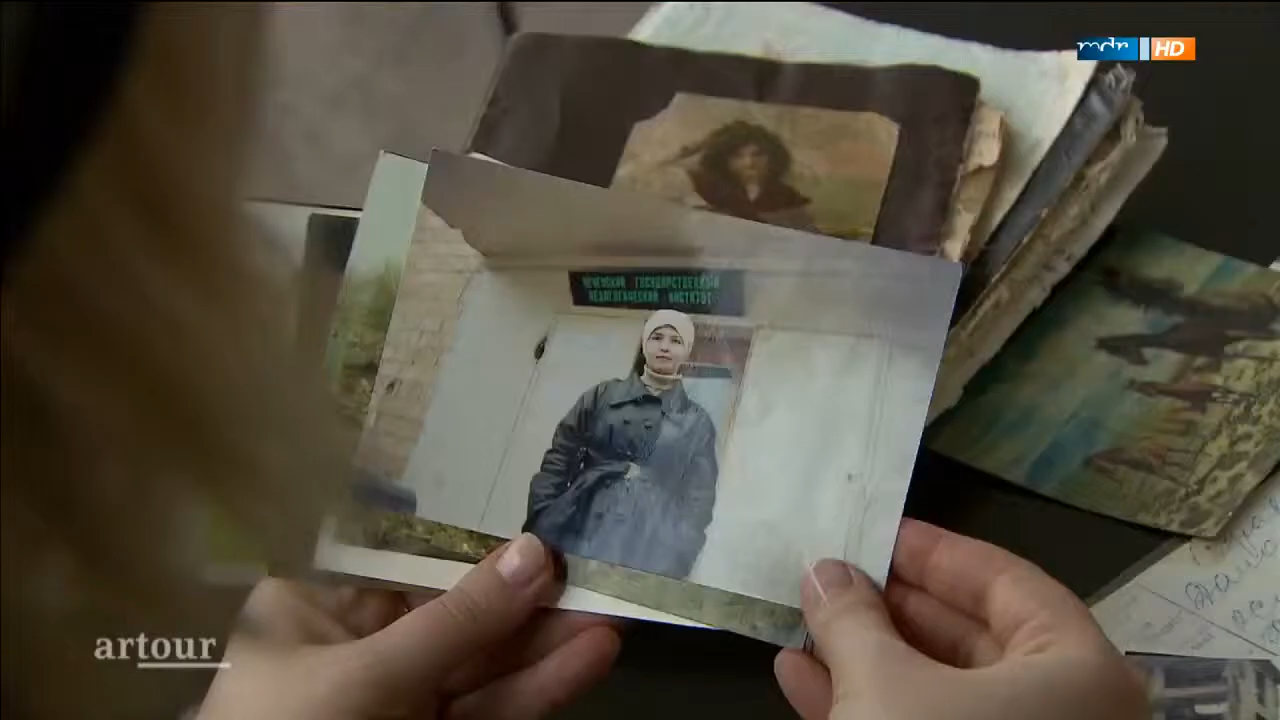 mdr HD
ЧЕЧЕНСКИЙ ГОСУДАРСТВЕННЫЙ
ПЕДАГОГИЧЕСКИЙ ИНСТИТУТ
artour